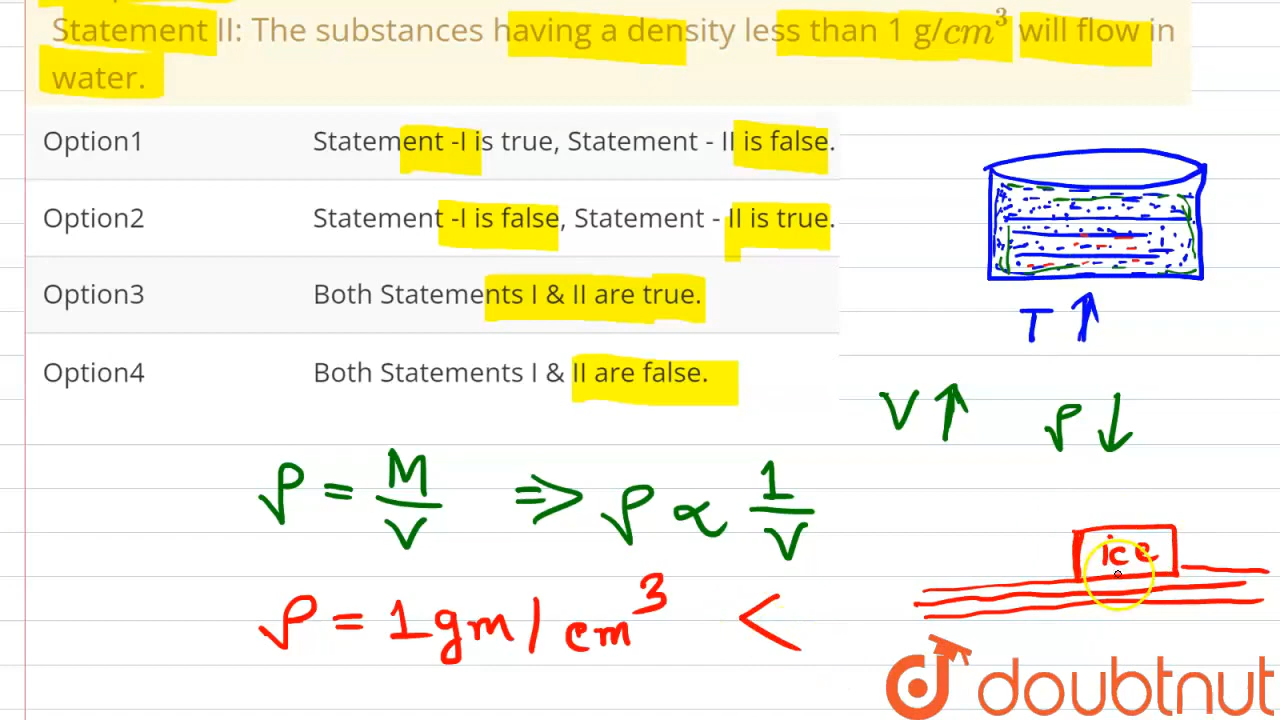 Statement II: The substances having a density less than 1 g/cm³ will flow in
water.
Option1 Statement -I is true, Statement - II is false.
Option2 Statement -I is false, Statement - II is true.
Option3 Both Statements I & II are true.
Option4 Both Statements I & II are false.
T ↑
V ↑ ρ ↓
ρ = M/V ⇒ ρ ∝ 1/V
ice
ρ = 1 gm/cm³ <
doubtnut